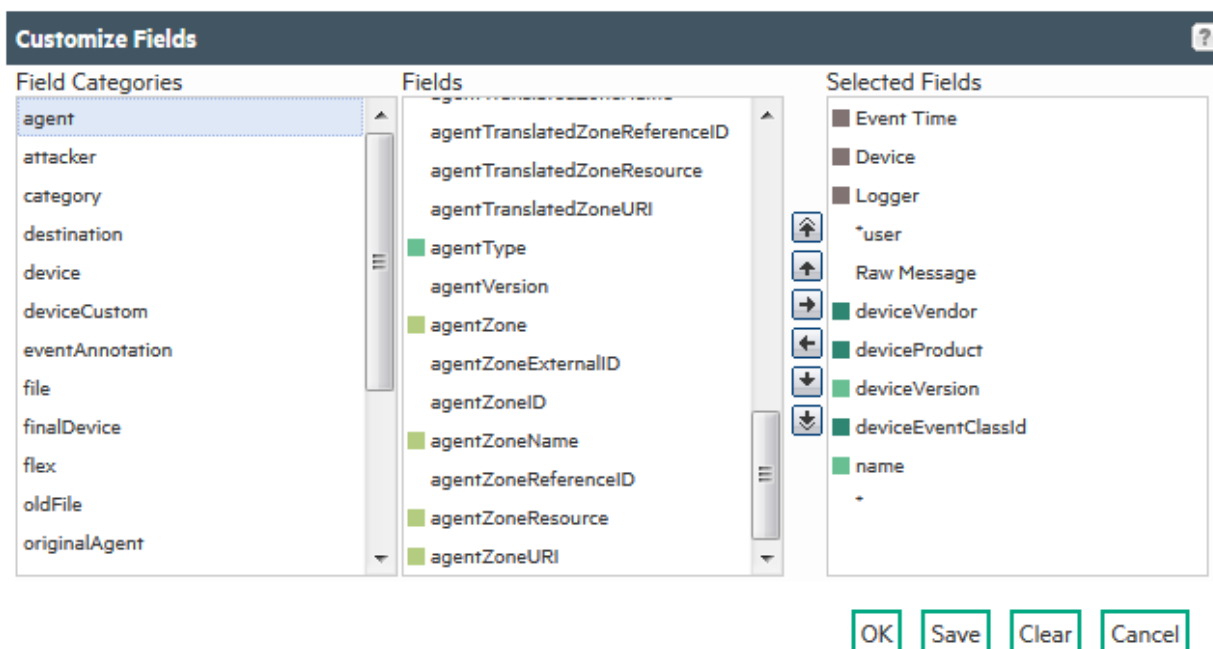 Customize Fields
?
Field Categories
agent
attacker
category
destination
device
deviceCustom
eventAnnotation
file
finalDevice
flex
oldFile
originalAgent
Fields
agentTranslatedZoneReferenceID
agentTranslatedZoneResource
agentTranslatedZoneURI
agentType
agentVersion
agentZone
agentZoneExternalID
agentZoneID
agentZoneName
agentZoneReferenceID
agentZoneResource
agentZoneURI
Selected Fields
Event Time
Device
Logger
*user
Raw Message
deviceVendor
deviceProduct
deviceVersion
deviceEventClassId
name
*
OK Save Clear Cancel